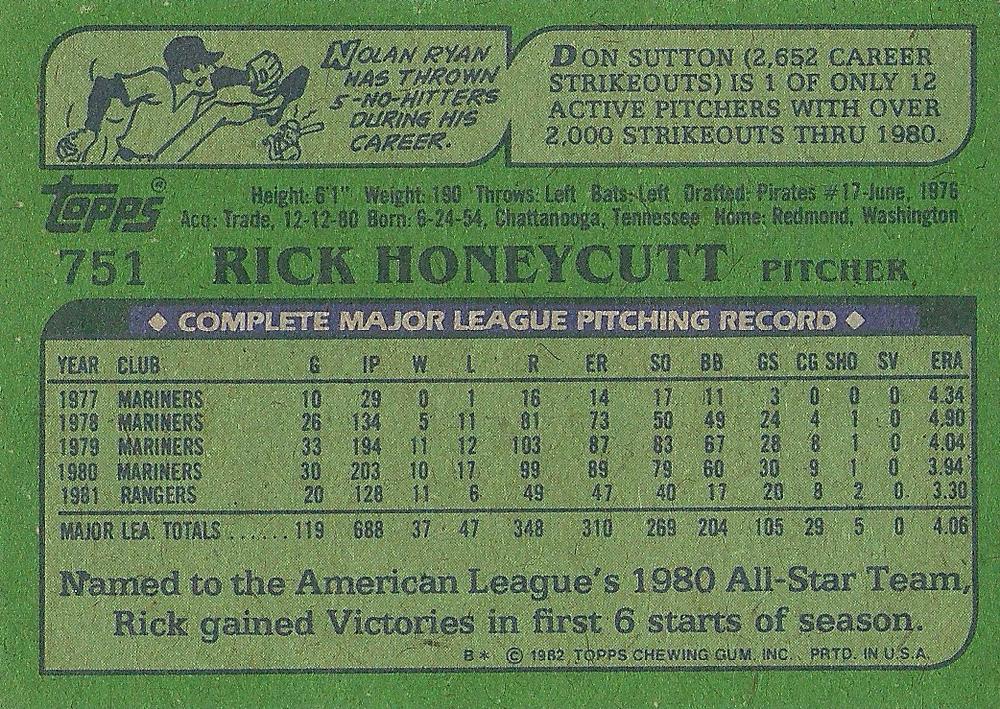 NOLAN RYAN
HAS THROWN
5-NO-HITTERS
DURING HIS
CAREER.
DON SUTTON (2,652 CAREER
STRIKEOUTS) IS 1 OF ONLY 12
ACTIVE PITCHERS WITH OVER
2,000 STRIKEOUTS THRU 1980.
TOPPS®
Height: 6'1" Weight: 190 Throws: Left Bats: Left Drafted: Pirates #17-June, 1976
Acq: Trade, 12-12-80 Born: 6-24-54, Chattanooga, Tennessee Home: Redmond, Washington
751 RICK HONEYCUTT PITCHER
◆ COMPLETE MAJOR LEAGUE PITCHING RECORD ◆
YEAR CLUB G IP W L R ER SO BB GS CG SHO SV ERA
1977 MARINERS 10 29 0 1 16 14 17 11 3 0 0 0 4.34
1978 MARINERS 26 134 5 11 81 73 50 49 24 4 1 0 4.90
1979 MARINERS 33 194 11 12 103 87 83 67 28 8 1 0 4.04
1980 MARINERS 30 203 10 17 99 89 79 60 30 9 1 0 3.94
1981 RANGERS 20 128 11 6 49 47 40 17 20 8 2 0 3.30
MAJOR LEA. TOTALS ...... 119 688 37 47 348 310 269 204 105 29 5 0 4.06
Named to the American League's 1980 All-Star Team,
Rick gained Victories in first 6 starts of season.
B* © 1982 TOPPS CHEWING GUM, INC. PRTD. IN U.S.A.